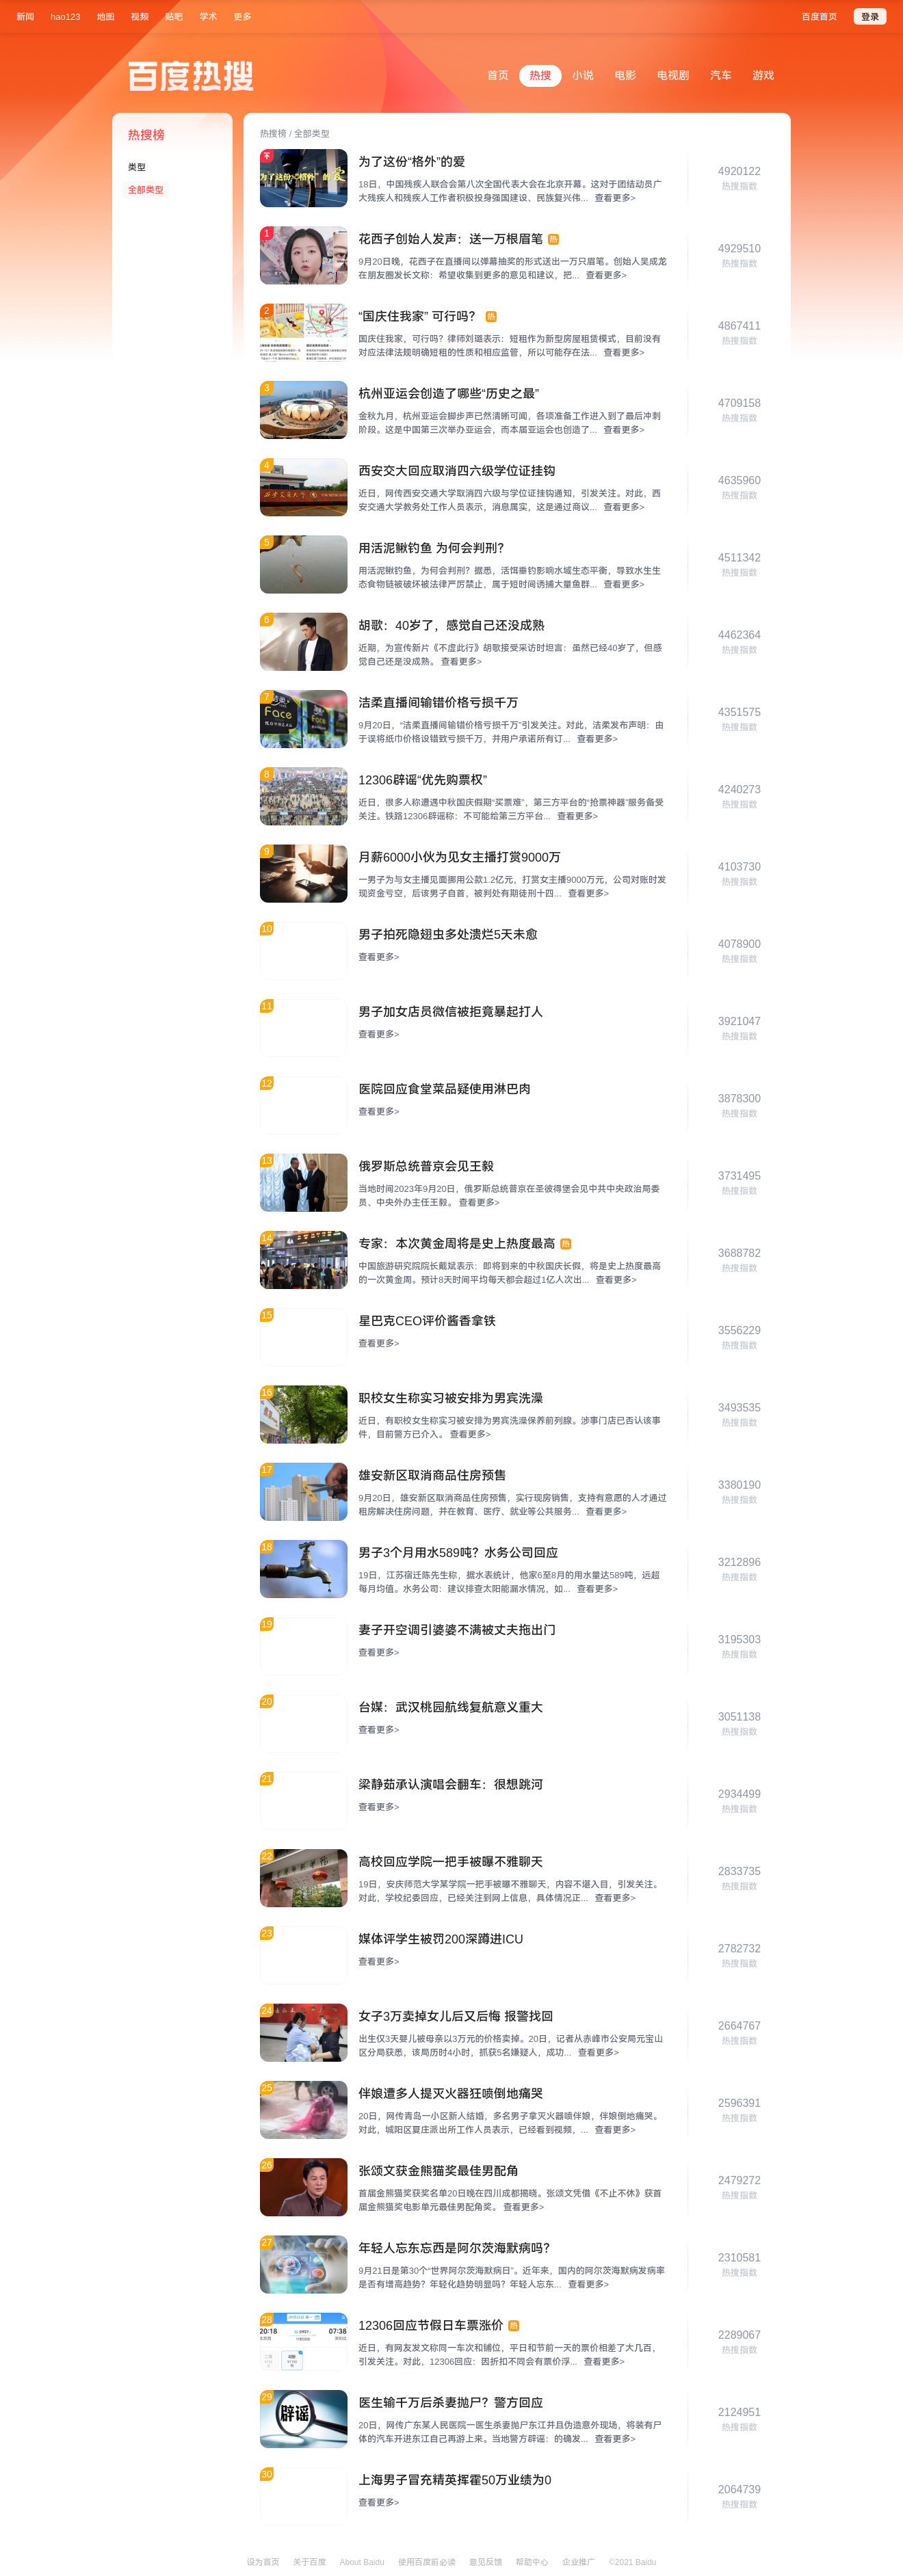 新闻 hao123 地图 视频 贴吧 学术 更多 百度首页 登录
百度热搜 首页 热搜 小说 电影 电视剧 汽车 游戏
热搜榜
类型
全部类型
热搜榜 / 全部类型
为了这份“格外”的爱
18日，中国残疾人联合会第八次全国代表大会在北京开幕。这对于团结动员广
大残疾人和残疾人工作者积极投身强国建设、民族复兴伟... 查看更多>
4920122
热搜指数
1
花西子创始人发声：送一万根眉笔 热
9月20日晚，花西子在直播间以弹幕抽奖的形式送出一万只眉笔。创始人吴成龙
在朋友圈发长文称：希望收集到更多的意见和建议，把... 查看更多>
4929510
热搜指数
2
“国庆住我家” 可行吗？ 热
国庆住我家，可行吗？律师刘璐表示：短租作为新型房屋租赁模式，目前没有
对应法律法规明确短租的性质和相应监管，所以可能存在法... 查看更多>
4867411
热搜指数
3
杭州亚运会创造了哪些“历史之最”
金秋九月，杭州亚运会脚步声已然清晰可闻，各项准备工作进入到了最后冲刺
阶段。这是中国第三次举办亚运会，而本届亚运会也创造了... 查看更多>
4709158
热搜指数
4
西安交大回应取消四六级学位证挂钩
近日，网传西安交通大学取消四六级与学位证挂钩通知，引发关注。对此，西
安交通大学教务处工作人员表示，消息属实，这是通过商议... 查看更多>
4635960
热搜指数
5
用活泥鳅钓鱼 为何会判刑？
用活泥鳅钓鱼，为何会判刑？据悉，活饵垂钓影响水域生态平衡，导致水生生
态食物链被破坏被法律严厉禁止，属于短时间诱捕大量鱼群... 查看更多>
4511342
热搜指数
6
胡歌：40岁了，感觉自己还没成熟
近期，为宣传新片《不虚此行》胡歌接受采访时坦言：虽然已经40岁了，但感
觉自己还是没成熟。 查看更多>
4462364
热搜指数
7
Face
洁柔直播间输错价格亏损千万
9月20日，“洁柔直播间输错价格亏损千万”引发关注。对此，洁柔发布声明：由
于误将纸巾价格设错致亏损千万，并用户承诺所有订... 查看更多>
4351575
热搜指数
8
12306辟谣“优先购票权”
近日，很多人称遭遇中秋国庆假期“买票难”，第三方平台的“抢票神器”服务备受
关注。铁路12306辟谣称：不可能给第三方平台... 查看更多>
4240273
热搜指数
9
月薪6000小伙为见女主播打赏9000万
一男子为与女主播见面挪用公款1.2亿元，打赏女主播9000万元，公司对账时发
现资金亏空，后该男子自首，被判处有期徒刑十四... 查看更多>
4103730
热搜指数
10
男子拍死隐翅虫多处溃烂5天未愈
查看更多>
4078900
热搜指数
11
男子加女店员微信被拒竟暴起打人
查看更多>
3921047
热搜指数
12
医院回应食堂菜品疑使用淋巴肉
查看更多>
3878300
热搜指数
13
俄罗斯总统普京会见王毅
当地时间2023年9月20日，俄罗斯总统普京在圣彼得堡会见中共中央政治局委
员、中央外办主任王毅。 查看更多>
3731495
热搜指数
14
专家：本次黄金周将是史上热度最高 热
中国旅游研究院院长戴斌表示：即将到来的中秋国庆长假，将是史上热度最高
的一次黄金周。预计8天时间平均每天都会超过1亿人次出... 查看更多>
3688782
热搜指数
15
星巴克CEO评价酱香拿铁
查看更多>
3556229
热搜指数
16
职校女生称实习被安排为男宾洗澡
近日，有职校女生称实习被安排为男宾洗澡保养前列腺。涉事门店已否认该事
件，目前警方已介入。 查看更多>
3493535
热搜指数
17
雄安新区取消商品住房预售
9月20日，雄安新区取消商品住房预售，实行现房销售，支持有意愿的人才通过
租房解决住房问题，并在教育、医疗、就业等公共服务... 查看更多>
3380190
热搜指数
18
男子3个月用水589吨？水务公司回应
19日，江苏宿迁陈先生称，据水表统计，他家6至8月的用水量达589吨，远超
每月均值。水务公司：建议排查太阳能漏水情况，如... 查看更多>
3212896
热搜指数
19
妻子开空调引婆婆不满被丈夫拖出门
查看更多>
3195303
热搜指数
20
台媒：武汉桃园航线复航意义重大
查看更多>
3051138
热搜指数
21
梁静茹承认演唱会翻车：很想跳河
查看更多>
2934499
热搜指数
22
高校回应学院一把手被曝不雅聊天
19日，安庆师范大学某学院一把手被曝不雅聊天，内容不堪入目，引发关注。
对此，学校纪委回应，已经关注到网上信息，具体情况正... 查看更多>
2833735
热搜指数
23
媒体评学生被罚200深蹲进ICU
查看更多>
2782732
热搜指数
24
女子3万卖掉女儿后又后悔 报警找回
出生仅3天婴儿被母亲以3万元的价格卖掉。20日，记者从赤峰市公安局元宝山
区分局获悉，该局历时4小时，抓获5名嫌疑人，成功... 查看更多>
2664767
热搜指数
25
伴娘遭多人提灭火器狂喷倒地痛哭
20日，网传青岛一小区新人结婚，多名男子拿灭火器喷伴娘，伴娘倒地痛哭。
对此，城阳区夏庄派出所工作人员表示，已经看到视频，... 查看更多>
2596391
热搜指数
26
张颂文获金熊猫奖最佳男配角
首届金熊猫奖获奖名单20日晚在四川成都揭晓。张颂文凭借《不止不休》获首
届金熊猫奖电影单元最佳男配角奖。 查看更多>
2479272
热搜指数
27
年轻人忘东忘西是阿尔茨海默病吗？
9月21日是第30个“世界阿尔茨海默病日”。近年来，国内的阿尔茨海默病发病率
是否有增高趋势？年轻化趋势明显吗？年轻人忘东... 查看更多>
2310581
热搜指数
28
20:18 07:38
12306回应节假日车票涨价 热
近日，有网友发文称同一车次和铺位，平日和节前一天的票价相差了大几百，
引发关注。对此，12306回应：因折扣不同会有票价浮... 查看更多>
2289067
热搜指数
29
辟谣
医生输千万后杀妻抛尸？警方回应
20日，网传广东某人民医院一医生杀妻抛尸东江并且伪造意外现场，将装有尸
体的汽车开进东江自己再游上来。当地警方辟谣：的确发... 查看更多>
2124951
热搜指数
30
上海男子冒充精英挥霍50万业绩为0
查看更多>
2064739
热搜指数
设为首页 关于百度 About Baidu 使用百度前必读 意见反馈 帮助中心 企业推广 ©2021 Baidu